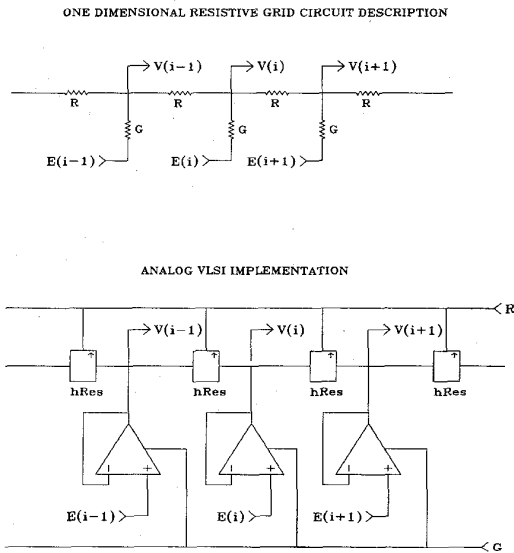 ONE DIMENSIONAL RESISTIVE GRID CIRCUIT DESCRIPTION
V(i−1) V(i) V(i+1)
R R R R
G G G
E(i−1) E(i) E(i+1)
ANALOG VLSI IMPLEMENTATION
R
V(i−1) V(i) V(i+1)
hRes hRes hRes hRes
− + − + − +
E(i−1) E(i) E(i+1)
G